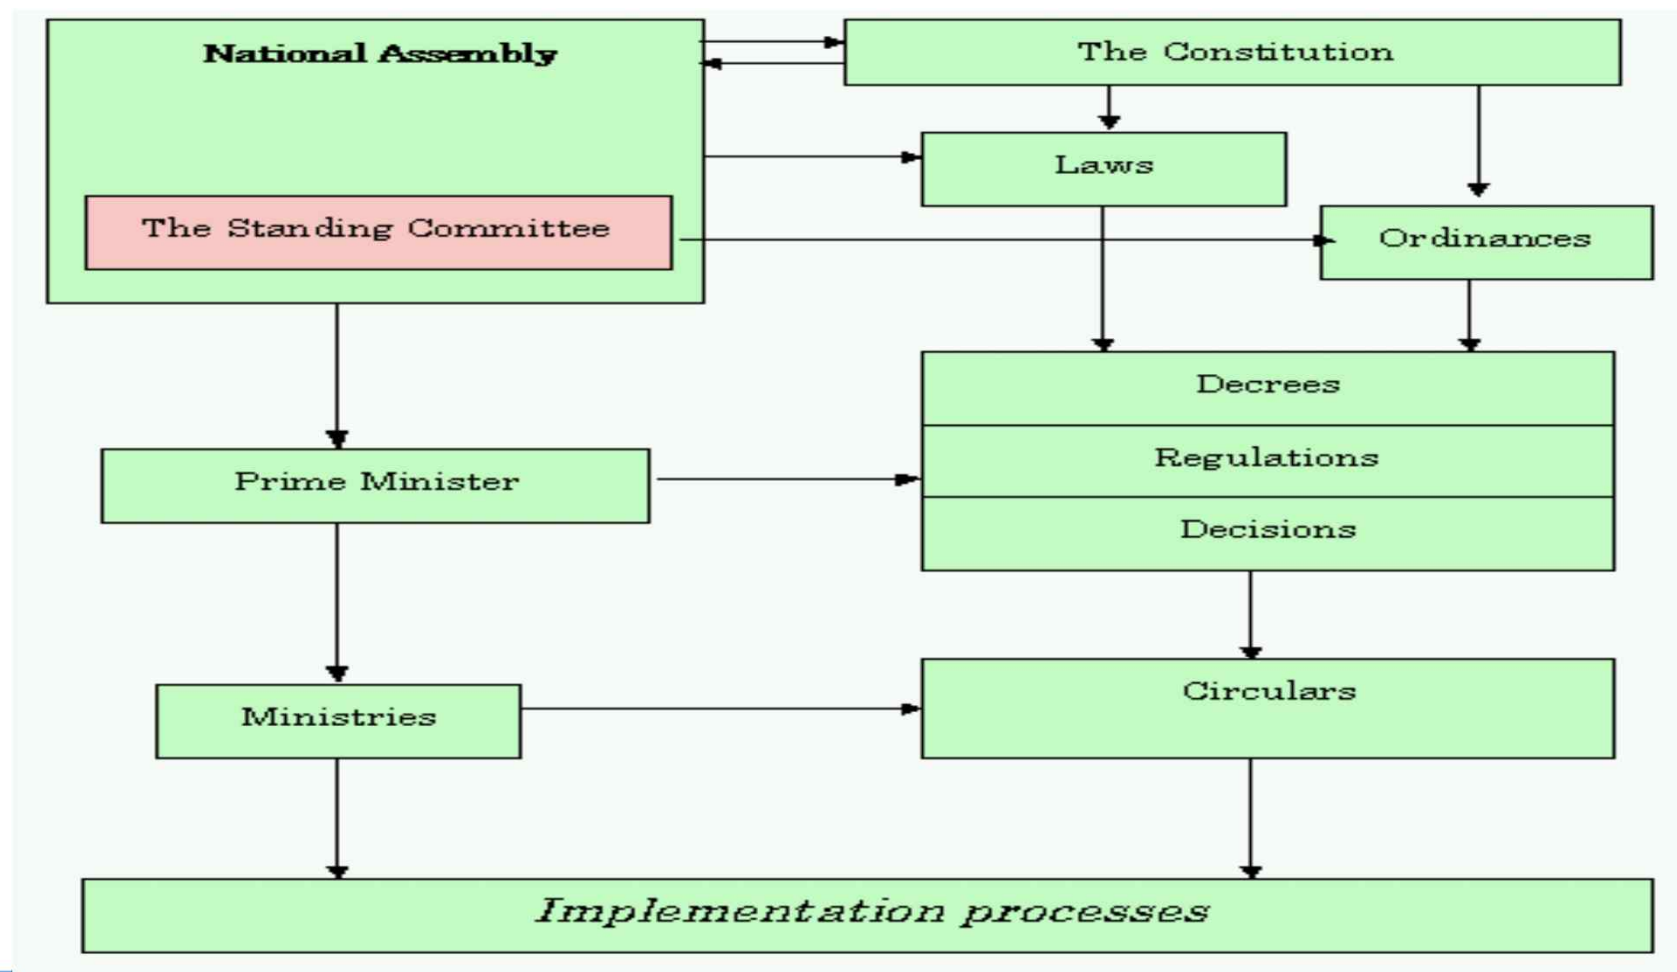 National Assembly
The Constitution
Laws
The Standing Committee
Ordinances
Decrees
Prime Minister
Regulations
Decisions
Ministries
Circulars
Implementation processes